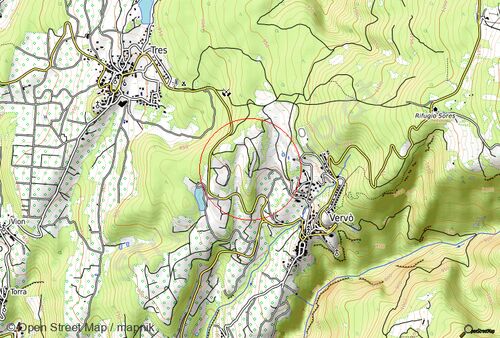 Tres
Rifugio Sores
Vion
Vervò
Torra
© Open Street Map / mapnik